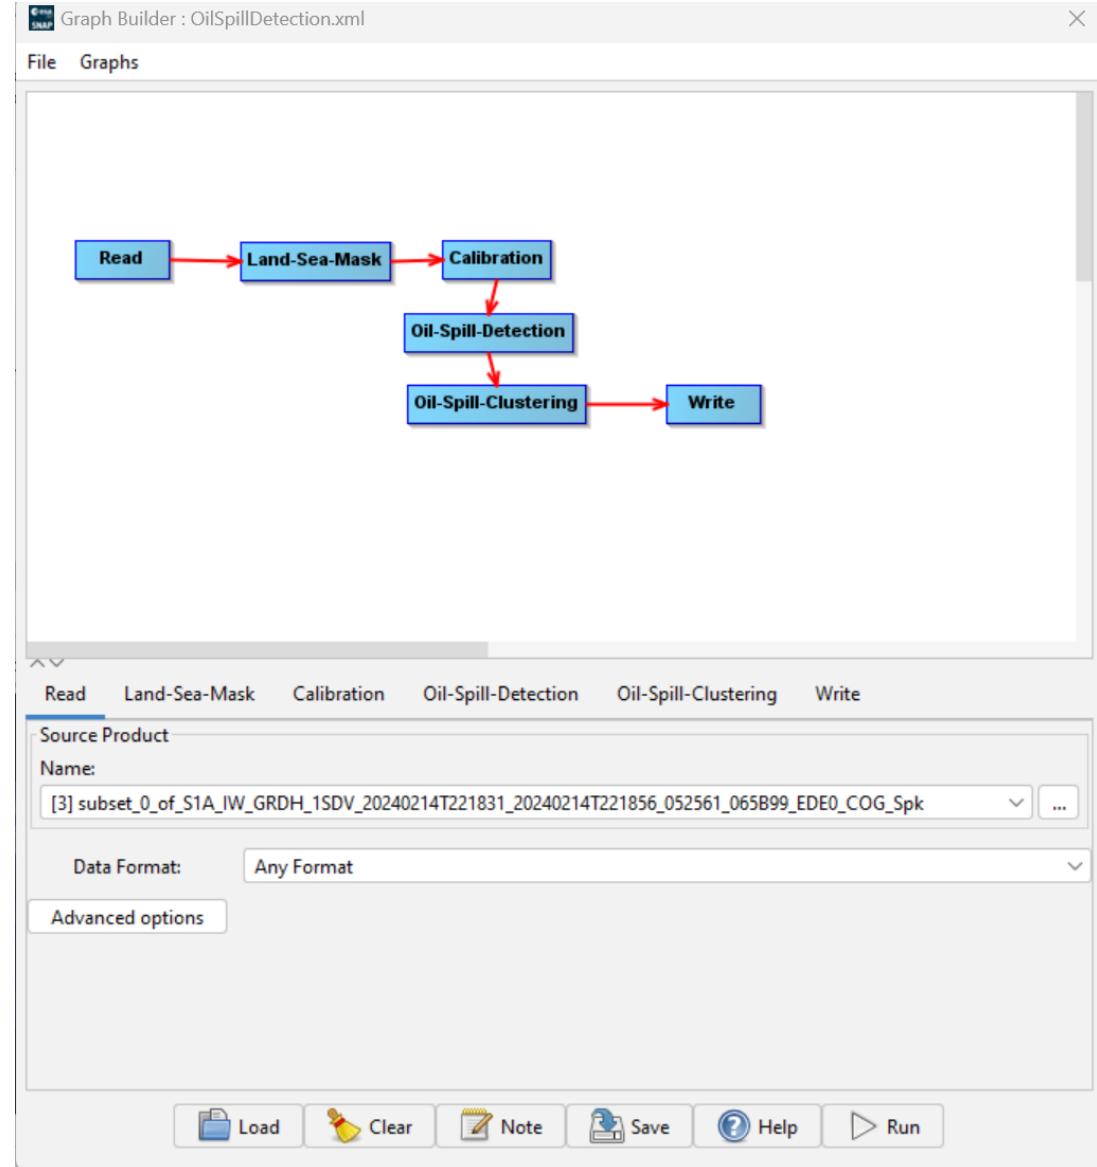 Graph Builder : OilSpillDetection.xml
File Graphs
Read Land-Sea-Mask Calibration
Oil-Spill-Detection
Oil-Spill-Clustering Write
Read Land-Sea-Mask Calibration Oil-Spill-Detection Oil-Spill-Clustering Write
Source Product
Name:
[3] subset_0_of_S1A_IW_GRDH_1SDV_20240214T221831_20240214T221856_052561_065B99_EDE0_COG_Spk ...
Data Format: Any Format
Advanced options
Load Clear Note Save Help Run